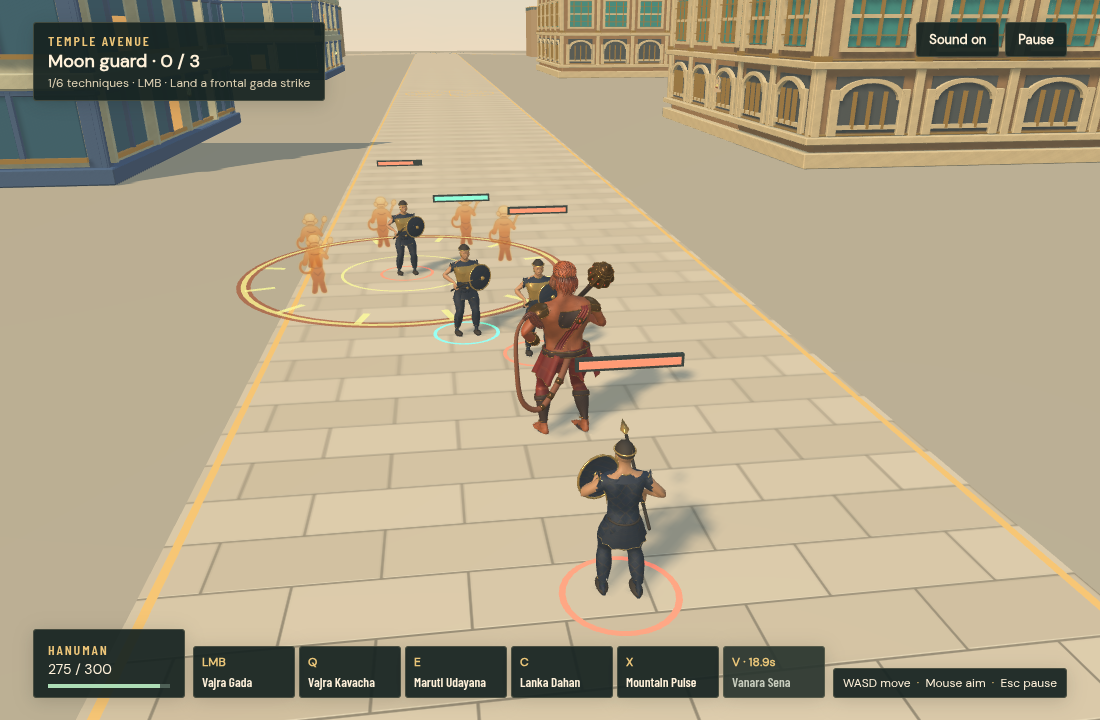 TEMPLE AVENUE
Moon guard · 0 / 3
1/6 techniques · LMB · Land a frontal gada strike
Sound on
Pause
HANUMAN
275 / 300
LMB
Vajra Gada
Q
Vajra Kavacha
E
Maruti Udayana
C
Lanka Dahan
X
Mountain Pulse
V · 18.9s
Vanara Sena
WASD move · Mouse aim · Esc pause